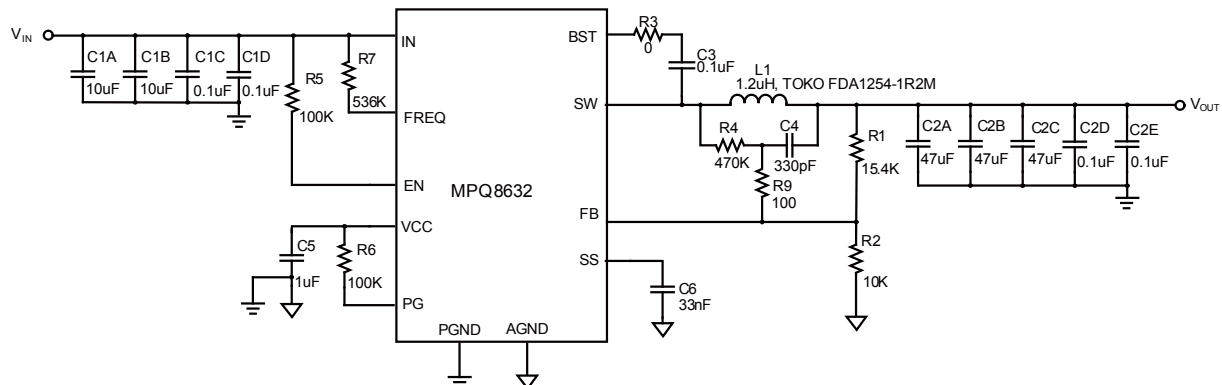 VIN
C1A
10uF
C1B
10uF
C1C
0.1uF
C1D
0.1uF
R5
100K
R7
536K
IN
FREQ
EN
VCC
PG
C5
1uF
R6
100K
MPQ8632
PGND
AGND
BST
SW
FB
SS
R3
0
C3
0.1uF
L1
1.2uH, TOKO FDA1254-1R2M
R4
470K
C4
330pF
R9
100
R1
15.4K
R2
10K
C6
33nF
C2A
47uF
C2B
47uF
C2C
47uF
C2D
0.1uF
C2E
0.1uF
VOUT